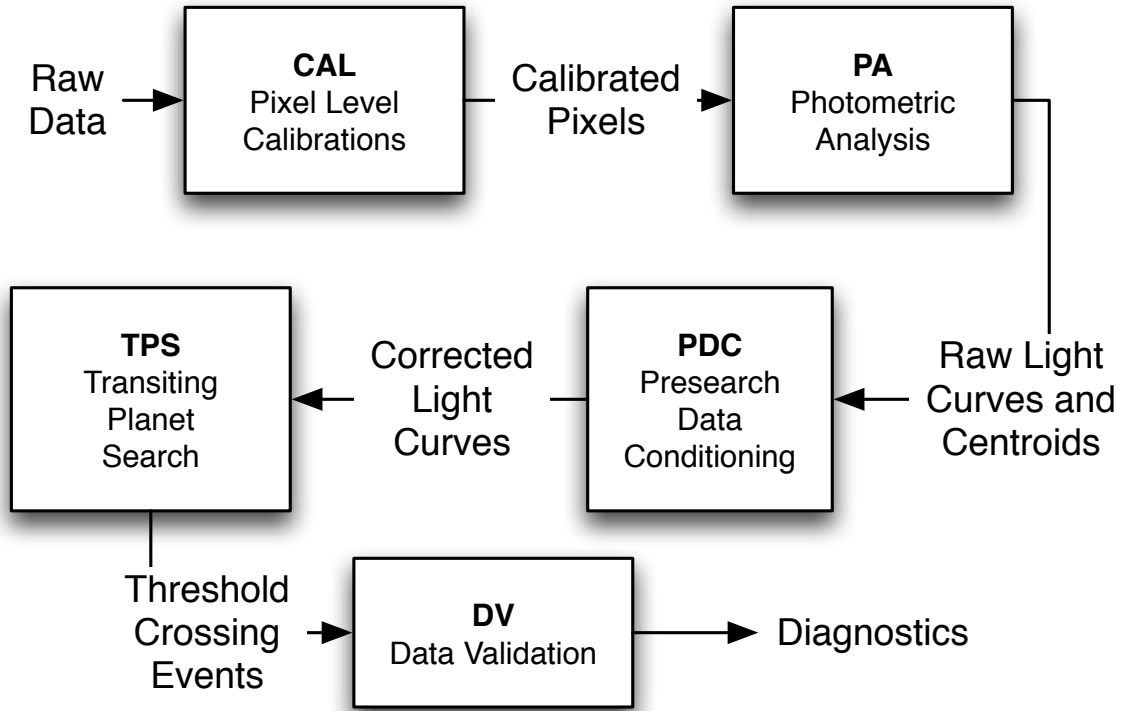 Raw
Data
CAL
Pixel Level
Calibrations
Calibrated
Pixels
PA
Photometric
Analysis
Raw Light
Curves and
Centroids
PDC
Presearch
Data
Conditioning
Corrected
Light
Curves
TPS
Transiting
Planet
Search
Threshold
Crossing
Events
DV
Data Validation
Diagnostics